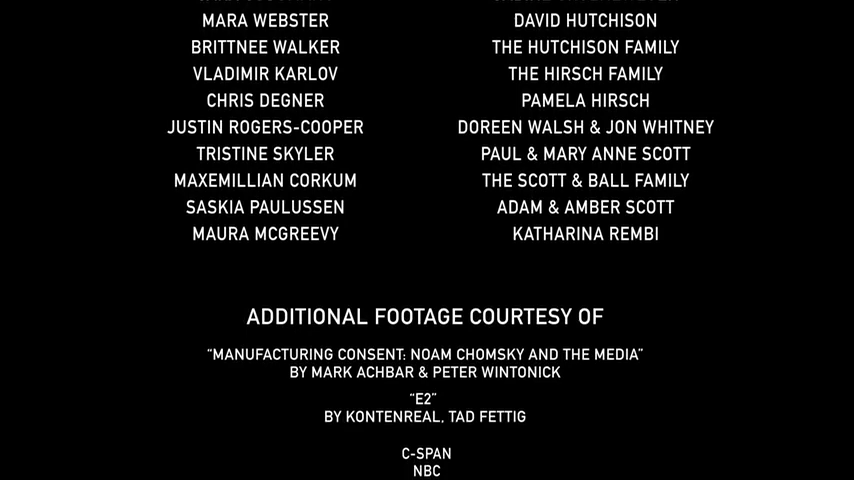 MARA WEBSTER
DAVID HUTCHISON
BRITTNEE WALKER
THE HUTCHISON FAMILY
VLADIMIR KARLOV
THE HIRSCH FAMILY
CHRIS DEGNER
PAMELA HIRSCH
JUSTIN ROGERS-COOPER
DOREEN WALSH & JON WHITNEY
TRISTINE SKYLER
PAUL & MARY ANNE SCOTT
MAXEMILLIAN CORKUM
THE SCOTT & BALL FAMILY
SASKIA PAULUSSEN
ADAM & AMBER SCOTT
MAURA MCGREEVY
KATHARINA REMBI
ADDITIONAL FOOTAGE COURTESY OF
“MANUFACTURING CONSENT: NOAM CHOMSKY AND THE MEDIA”
BY MARK ACHBAR & PETER WINTONICK
“E2”
BY KONTENREAL, TAD FETTIG
C-SPAN
NBC